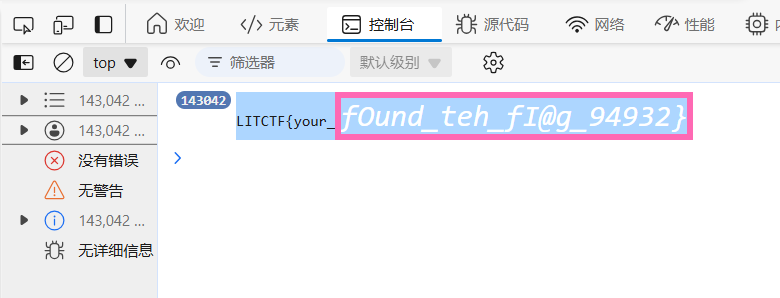 欢迎 元素 控制台 源代码 网络 性能
top 筛选器 默认级别
143,042 ...
143,042 ...
没有错误
无警告
143,042 ...
无详细信息
143042 LITCTF{your_fOund_teh_fI@g_94932}